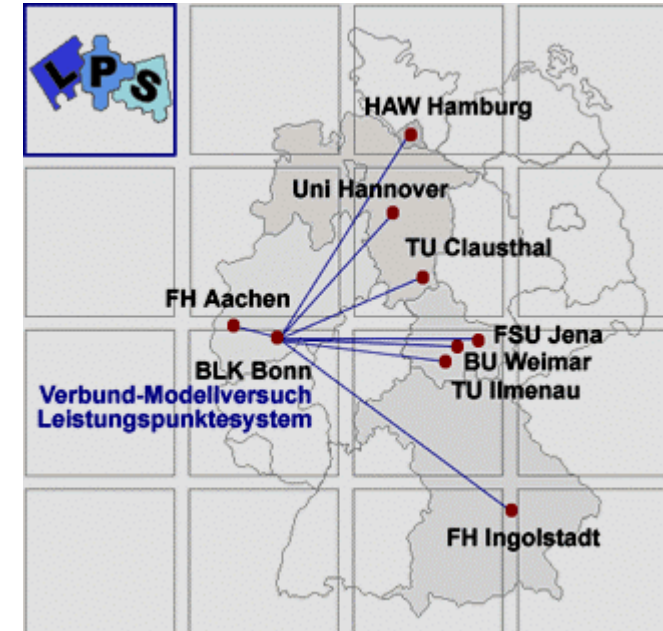 LPS
HAW Hamburg
Uni Hannover
TU Clausthal
FH Aachen
FSU Jena
BLK Bonn
BU Weimar
Verbund-Modellversuch
TU Ilmenau
Leistungspunktesystem
FH Ingolstadt